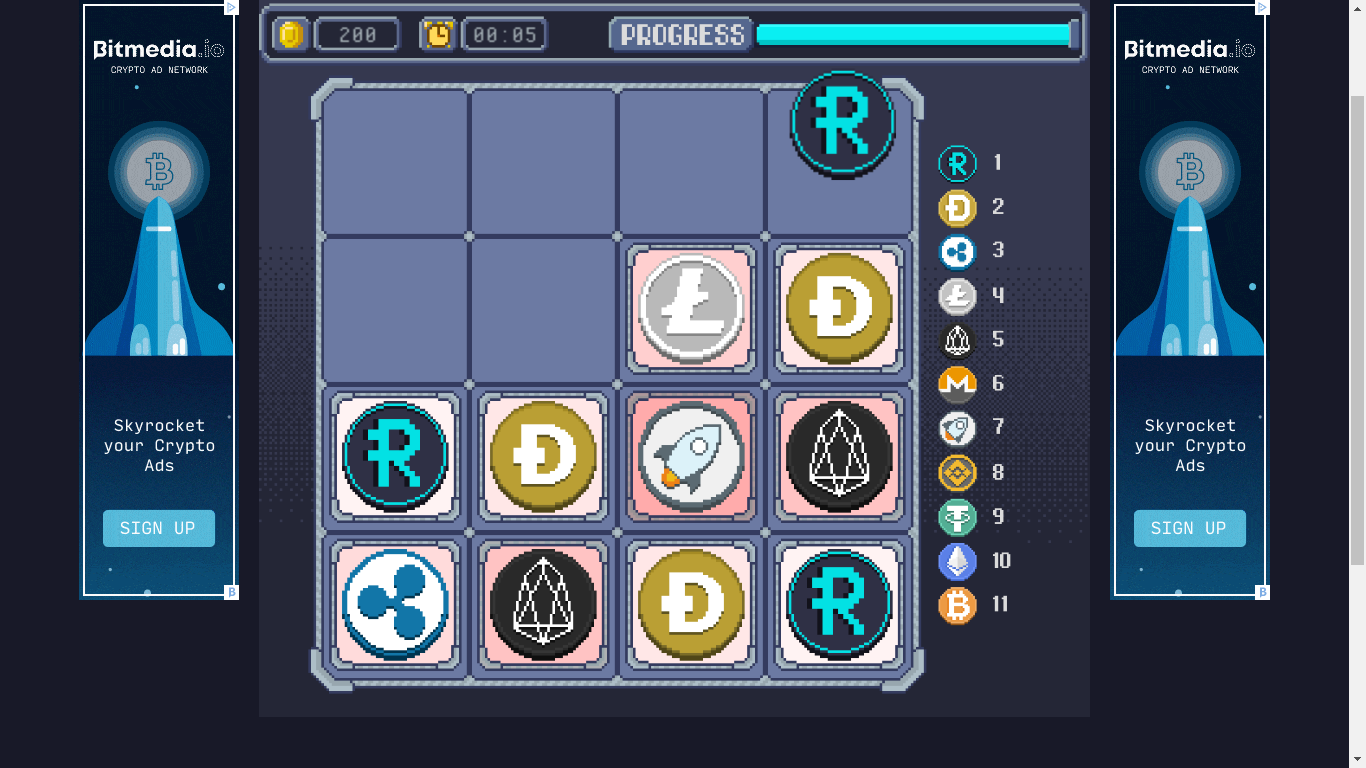 Bitmedia.io
CRYPTO AD NETWORK
Skyrocket
your Crypto
Ads
SIGN UP
200
00:05
PROGRESS
1
2
3
4
5
6
7
8
9
10
11
Bitmedia.io
CRYPTO AD NETWORK
Skyrocket
your Crypto
Ads
SIGN UP